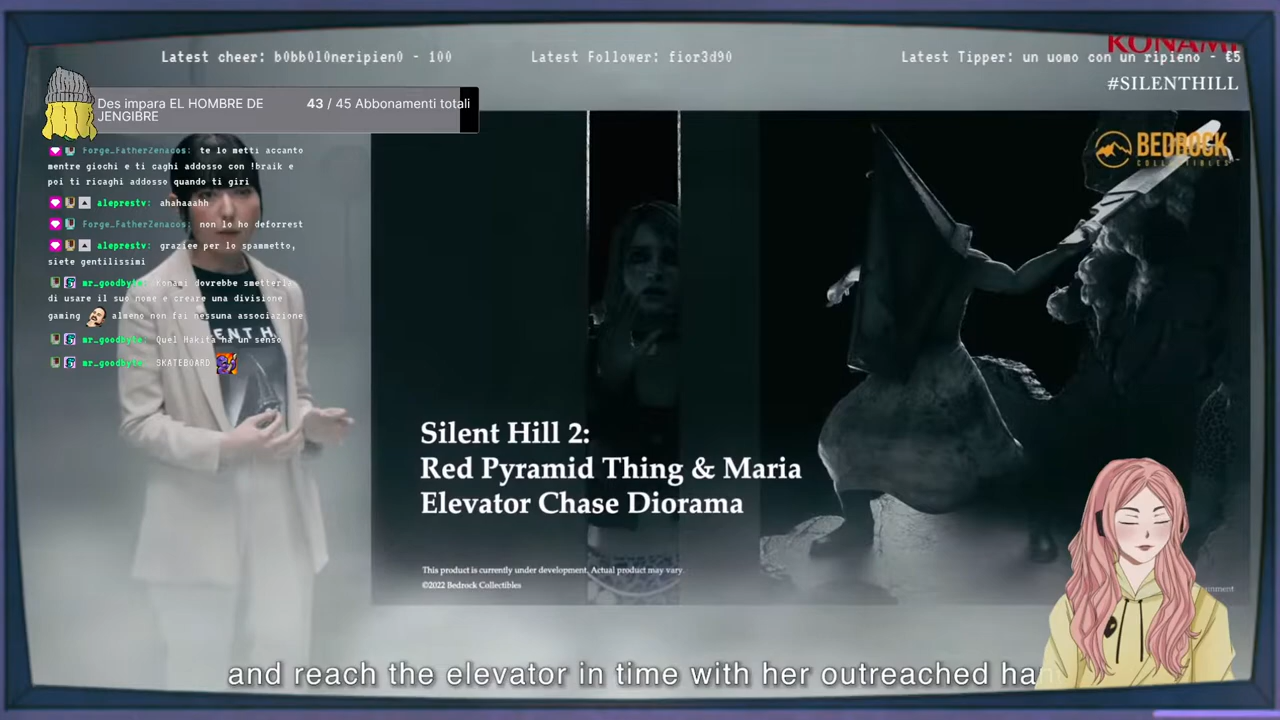 KONAMI
Latest cheer: b0bb0l0neripien0 - 100
Latest Follower: fior3d90
Latest Tipper: un uomo con un ripieno - €5
#SILENTHILL
Des impara EL HOMBRE DE
JENGIBRE
43 / 45 Abbonamenti totali
BEDROCK
COLLECTIBLES
Forge_FatherZenacos: te lo metti accanto
mentre giochi e ti caghi addosso con !braik e
poi ti ricaghi addosso quando ti giri
aleprestv: ahahaaahh
Forge_FatherZenacos: non lo ho deforrest
aleprestv: graziee per lo spammetto,
siete gentilissimi
mr_goodbyte: Konami dovrebbe smetterla
di usare il suo nome e creare una divisione
gaming almeno non fai nessuna associazione
mr_goodbyte: Quel Hakita ha un senso
mr_goodbyte: SKATEBOARD
ENT H
Silent Hill 2:
Red Pyramid Thing & Maria
Elevator Chase Diorama
This product is currently under development. Actual product may vary.
©2022 Bedrock Collectibles
and reach the elevator in time with her outreached han